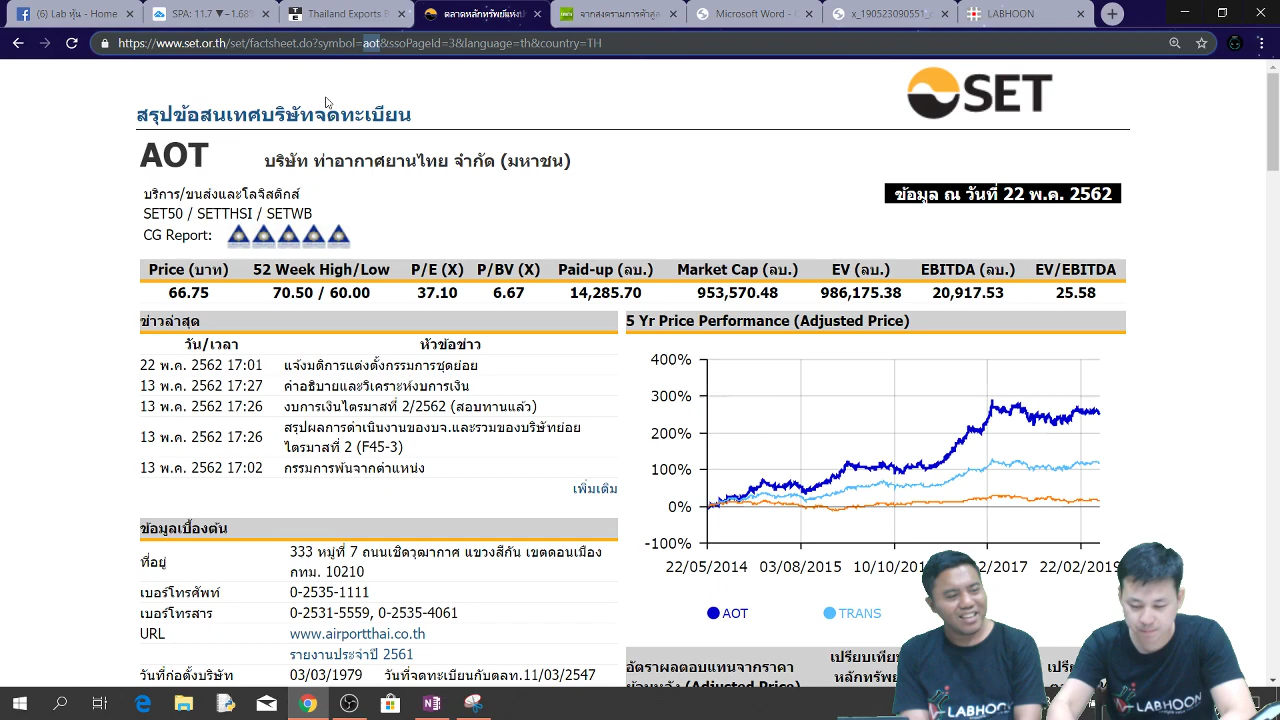 Lab หุ้น - Home
SPA: 11.7 ▼−1.68%
Thailand Exports B
ตลาดหลักทรัพย์แห่งป
จากสงครามการค้าสู่ส
Microsoft Word - C
x190523090551_
LABHOON
https://www.set.or.th/set/factsheet.do?symbol=aot&ssoPageId=3&language=th&country=TH
SET
สรุปข้อสนเทศบริษัทจดทะเบียน
AOT บริษัท ท่าอากาศยานไทย จำกัด (มหาชน)
บริการ/ขนส่งและโลจิสติกส์
ข้อมูล ณ วันที่ 22 พ.ค. 2562
SET50 / SETTHSI / SETWB
CG Report:
Price (บาท) 52 Week High/Low P/E (X) P/BV (X) Paid-up (ลบ.) Market Cap (ลบ.) EV (ลบ.) EBITDA (ลบ.) EV/EBITDA
66.75 70.50 / 60.00 37.10 6.67 14,285.70 953,570.48 986,175.38 20,917.53 25.58
ข่าวล่าสุด
วัน/เวลา หัวข้อข่าว
22 พ.ค. 2562 17:01 แจ้งมติการแต่งตั้งกรรมการชุดย่อย
13 พ.ค. 2562 17:27 คำอธิบายและวิเคราะห์งบการเงิน
13 พ.ค. 2562 17:26 งบการเงินไตรมาสที่ 2/2562 (สอบทานแล้ว)
13 พ.ค. 2562 17:26 สรุปผลการดำเนินงานของบจ.และรวมของบริษัทย่อย
ไตรมาสที่ 2 (F45-3)
13 พ.ค. 2562 17:02 กรรมการพ้นจากตำแหน่ง
เพิ่มเติม
ข้อมูลเบื้องต้น
ที่อยู่ 333 หมู่ที่ 7 ถนนเชิดวุฒากาศ แขวงสีกัน เขตดอนเมือง
กทม. 10210
เบอร์โทรศัพท์ 0-2535-1111
เบอร์โทรสาร 0-2531-5559, 0-2535-4061
URL www.airportthai.co.th
รายงานประจำปี 2561
วันที่ก่อตั้งบริษัท 03/03/1979 วันที่จดทะเบียนกับตลท. 11/03/2547
5 Yr Price Performance (Adjusted Price)
400%
300%
200%
100%
0%
-100%
22/05/2014 03/08/2015 10/10/201 2/2017 22/02/2019
AOT TRANS
อัตราผลตอบแทนจากราคา
เปรียบเทีย
หลักทรัพ
LABHOON
LABHOON